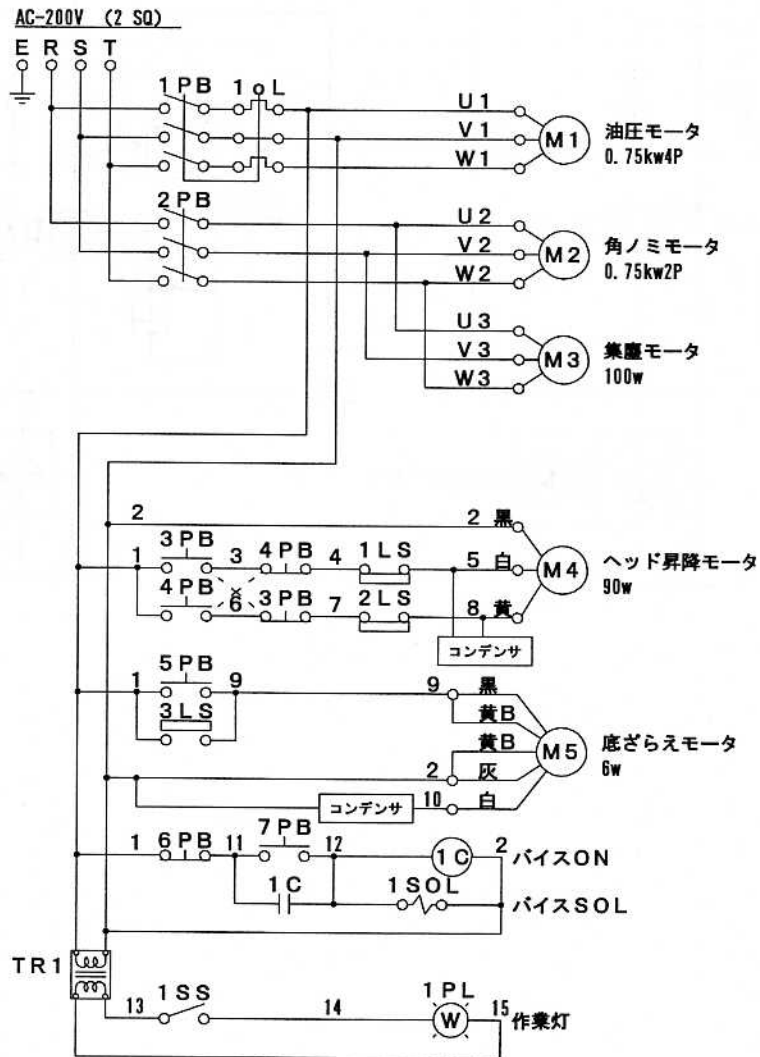 AC-200V (2 SQ)
E R S T
1PB 1oL
U1
V1
W1
M1
油圧モータ
0.75kw4P
2PB
U2
V2
W2
M2
角ノミモータ
0.75kw2P
U3
V3
W3
M3
集塵モータ
100w
2 2 黒
1 3PB 3 4PB 4 1LS 5 白
M4
ヘッド昇降モータ
90w
4PB 6 3PB 7 2LS 8 黄
コンデンサ
1 5PB 9 9 黒
3LS 黄B
黄B
M5
底ざらえモータ
6w
2 灰
コンデンサ 10 白
1 6PB 11 7PB 12 1C 2 バイスON
1C 1SOL バイスSOL
TR1
13 1SS 14 1PL 15 作業灯
W